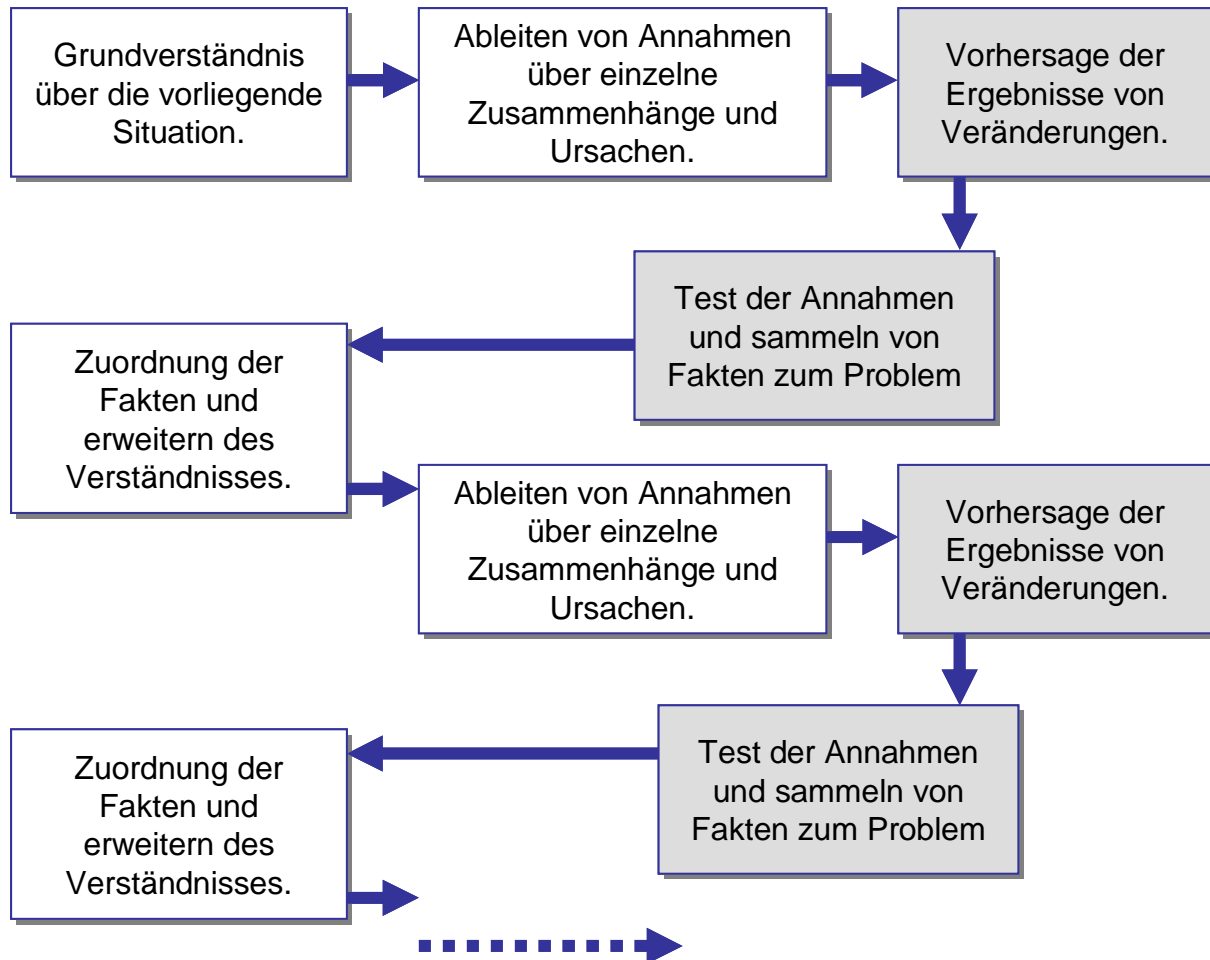 Grundverständnis
über die vorliegende
Situation.
Ableiten von Annahmen
über einzelne
Zusammenhänge und
Ursachen.
Vorhersage der
Ergebnisse von
Veränderungen.
Test der Annahmen
und sammeln von
Fakten zum Problem
Zuordnung der
Fakten und
erweitern des
Verständnisses.
Ableiten von Annahmen
über einzelne
Zusammenhänge und
Ursachen.
Vorhersage der
Ergebnisse von
Veränderungen.
Test der Annahmen
und sammeln von
Fakten zum Problem
Zuordnung der
Fakten und
erweitern des
Verständnisses.